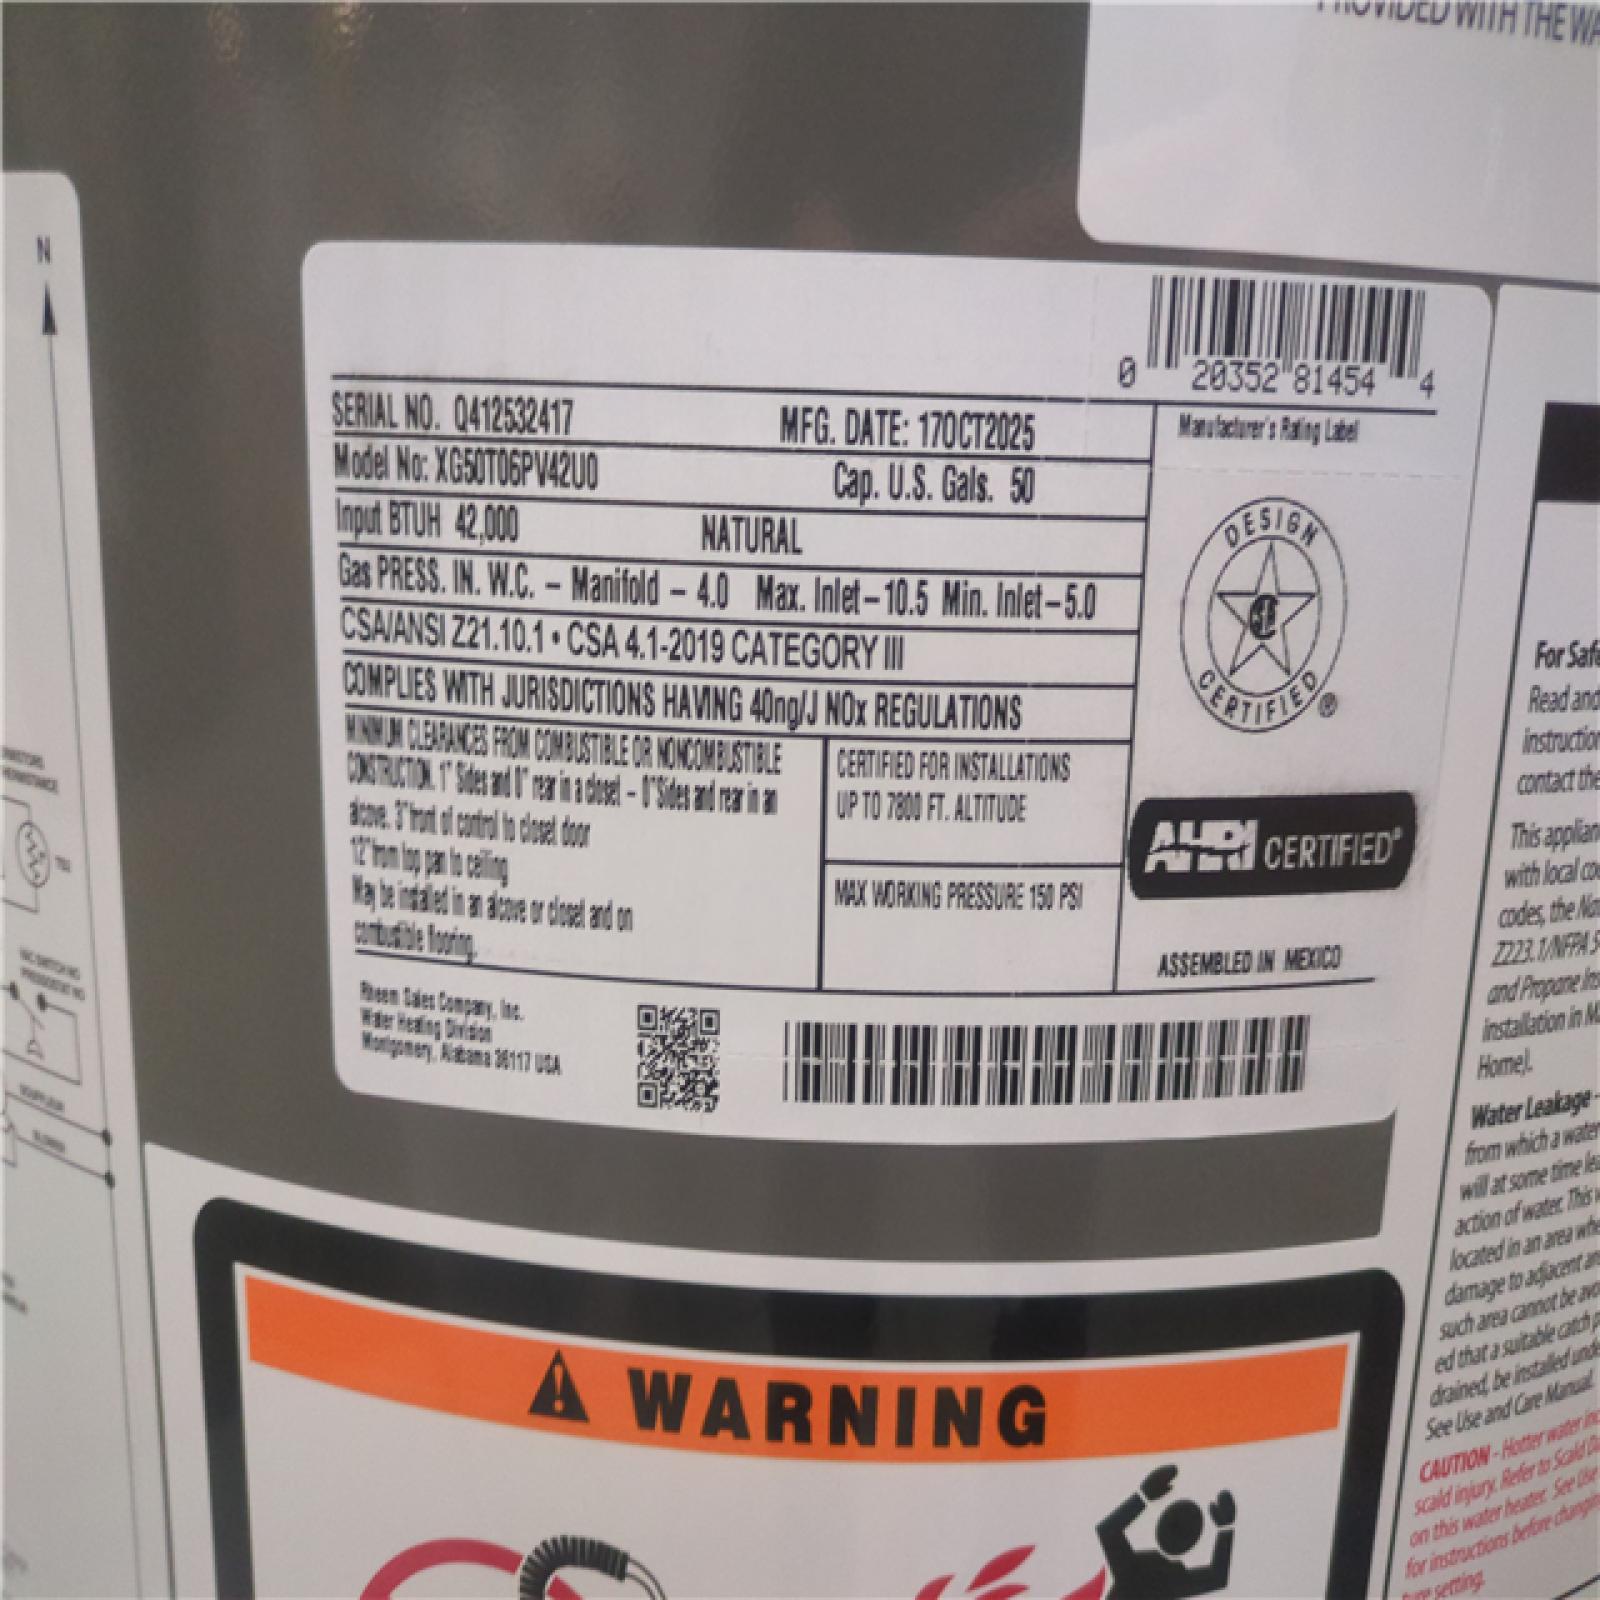 PROVIDED WITH THE WA
N
0 20352 81454 4
SERIAL NO. Q412532417 MFG. DATE: 17OCT2025
Manufacturer's Rating Label
Model No: XG50T06PV42U0 Cap. U.S. Gals. 50
Input BTUH 42,000 NATURAL
Gas PRESS. IN. W.C. – Manifold – 4.0 Max. Inlet – 10.5 Min. Inlet – 5.0
CSA/ANSI Z21.10.1 • CSA 4.1-2019 CATEGORY III
COMPLIES WITH JURISDICTIONS HAVING 40ng/J NOx REGULATIONS
MINIMUM CLEARANCES FROM COMBUSTIBLE OR NONCOMBUSTIBLE
CONSTRUCTION. 1" Sides and 0" rear in a closet – 0" Sides and rear in an
alcove. 3" front of control to closet door
12" from top pan to ceiling
May be installed in an alcove or closet and on
combustible flooring.
CERTIFIED FOR INSTALLATIONS
UP TO 7800 FT. ALTITUDE
MAX WORKING PRESSURE 150 PSI
DESIGN
CERTIFIED®
AHRI CERTIFIED®
ASSEMBLED IN MEXICO
Rheem Sales Company, Inc.
Water Heating Division
Montgomery, Alabama 36117 USA
WARNING
For Safe
Read and
instruction
contact the
This applian
with local co
codes, the Nat
Z223.1/NFPA 5
and Propane Ins
installation in M
Home).
Water Leakage -
from which a water
will at some time lea
action of water. This
located in an area whe
damage to adjacent ar
such area cannot be avo
ed that a suitable catch p
drained, be installed unde
See Use and Care Manual.
CAUTION - Hotter water inc
scald injury. Refer to Scald
on this water heater. See Use
for instructions before changin
ture setting.
BLOWER